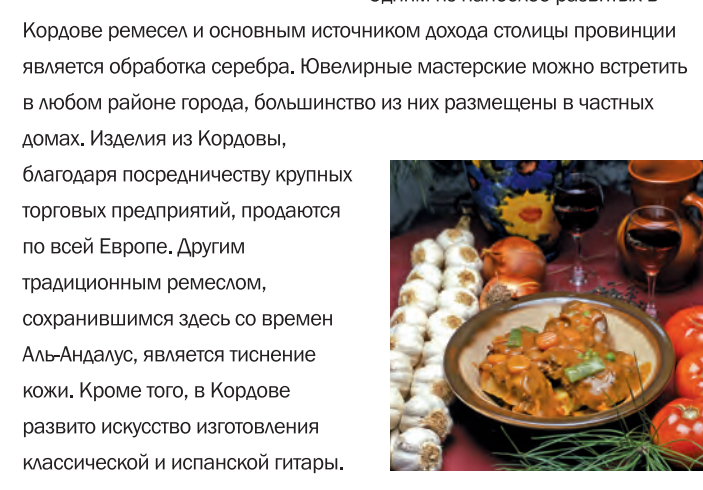 Кордове ремесел и основным источником дохода столицы провинции
является обработка серебра. Ювелирные мастерские можно встретить
в любом районе города, большинство из них размещены в частных
домах. Изделия из Кордовы,
благодаря посредничеству крупных
торговых предприятий, продаются
по всей Европе. Другим
традиционным ремеслом,
сохранившимся здесь со времен
Аль-Андалус, является тиснение
кожи. Кроме того, в Кордове
развито искусство изготовления
классической и испанской гитары.